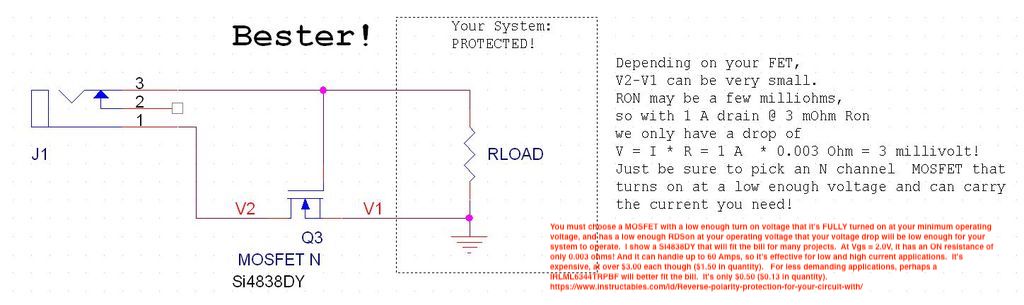 Bester!
Your System:
PROTECTED!
3
2
1
J1
RLOAD
V2
V1
Q3
MOSFET N
Si4838DY
Depending on your FET,
V2-V1 can be very small.
RON may be a few milliohms,
so with 1 A drain @ 3 mOhm Ron
we only have a drop of
V = I * R = 1 A * 0.003 Ohm = 3 millivolt!
Just be sure to pick an N channel MOSFET that
turns on at a low enough voltage and can carry
the current you need!
You must choose a MOSFET with a low enough turn on voltage that it's FULLY turned on at your minimum operating
voltage, and has a low enough RDSon at your operating voltage that your voltage drop will be low enough for your
system to operate. I show a Si4838DY that will fit the bill for many projects. At Vgs = 2.0V, it has an ON resistance of
only 0.003 ohms! And it can handle up to 60 Amps, so it's effective for low and high current applications. It's
expensive, at over $3.00 each though ($1.50 in quantity). For less demanding applications, perhaps a
IRLML6344TRPBF will better fit the bill. It's only $0.50 ($0.13 in quantity).
https://www.instructables.com/id/Reverse-polarity-protection-for-your-circuit-with/